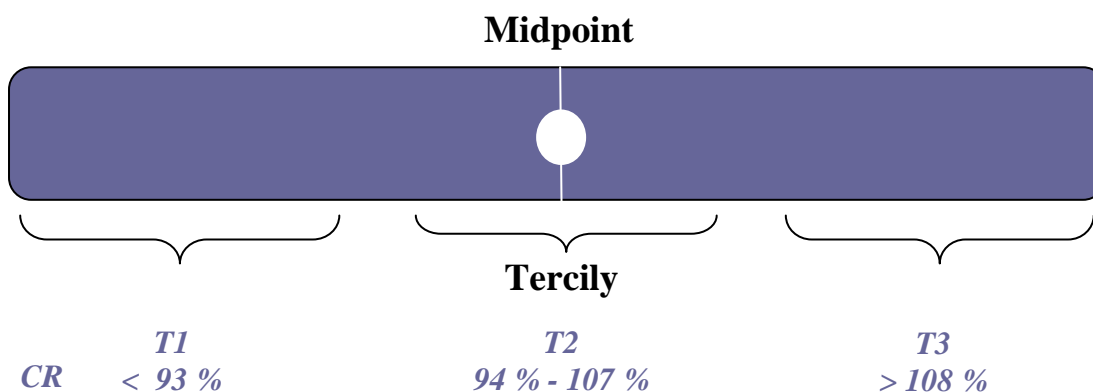 Midpoint
Tercily
T1 T2 T3
CR < 93 % 94 % - 107 % > 108 %